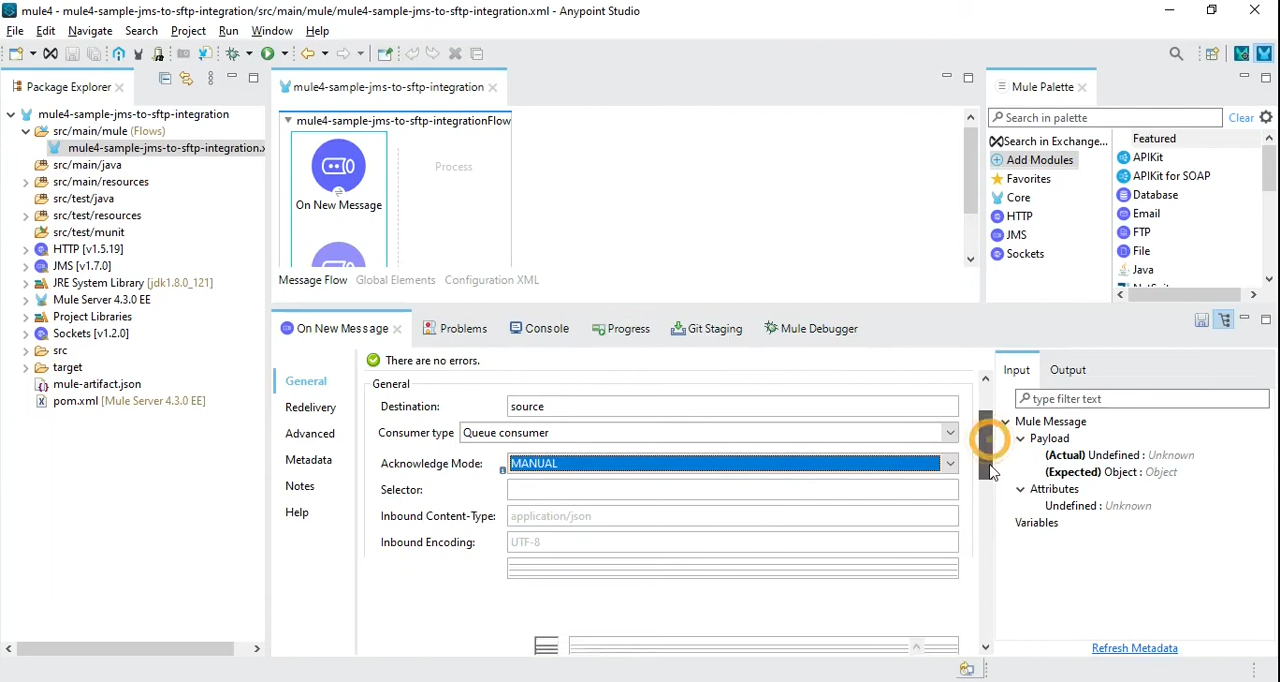 mule4 - mule4-sample-jms-to-sftp-integration/src/main/mule/mule4-sample-jms-to-sftp-integration.xml - Anypoint Studio
File Edit Navigate Search Project Run Window Help
Package Explorer
mule4-sample-jms-to-sftp-integration
src/main/mule (Flows)
mule4-sample-jms-to-sftp-integration.x
src/main/java
src/main/resources
src/test/java
src/test/resources
src/test/munit
HTTP [v1.5.19]
JMS [v1.7.0]
JRE System Library [jdk1.8.0_121]
Mule Server 4.3.0 EE
Project Libraries
Sockets [v1.2.0]
src
target
mule-artifact.json
pom.xml [Mule Server 4.3.0 EE]
mule4-sample-jms-to-sftp-integration
mule4-sample-jms-to-sftp-integrationFlow
On New Message
Process
Message Flow Global Elements Configuration XML
Mule Palette
Search in palette
Clear
Search in Exchange...
Add Modules
Favorites
Core
HTTP
JMS
Sockets
Featured
APIKit
APIKit for SOAP
Database
Email
FTP
File
Java
On New Message Problems Console Progress Git Staging Mule Debugger
General
Redelivery
Advanced
Metadata
Notes
Help
There are no errors.
General
Destination: source
Consumer type Queue consumer
Acknowledge Mode: MANUAL
Selector:
Inbound Content-Type: application/json
Inbound Encoding: UTF-8
Input Output
type filter text
Mule Message
Payload
(Actual) Undefined : Unknown
(Expected) Object : Object
Attributes
Undefined : Unknown
Variables
Refresh Metadata